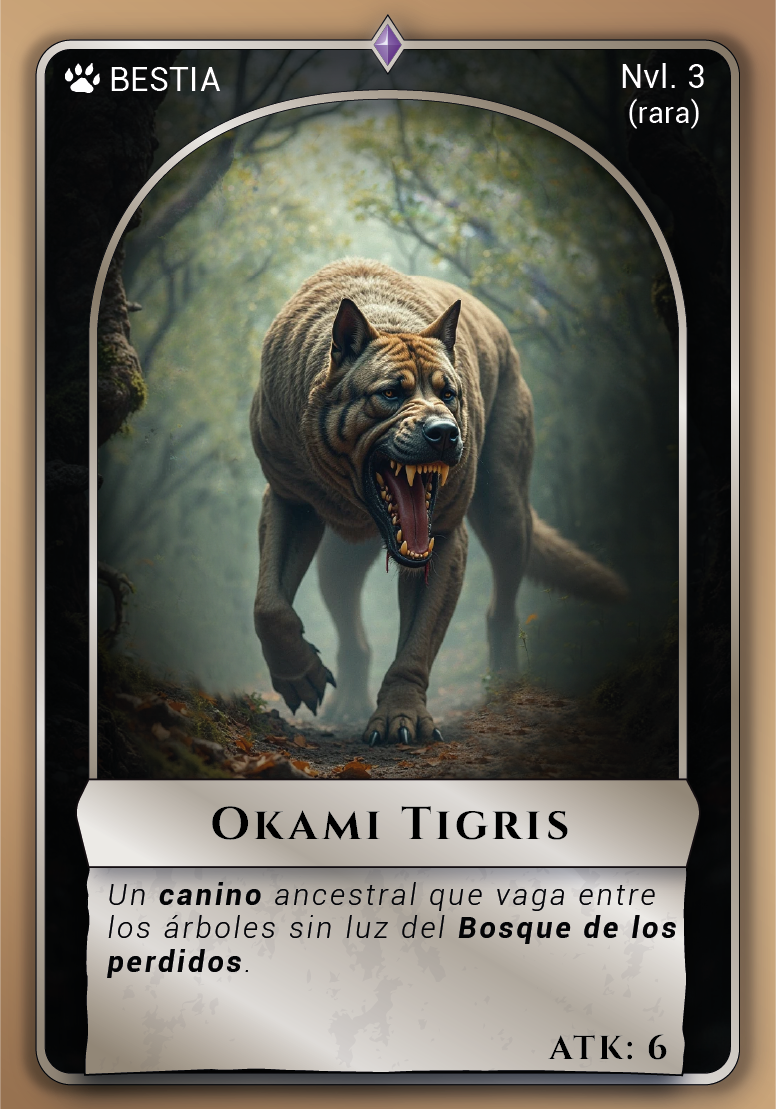 BESTIA
Nvl. 3
(rara)
OKAMI TIGRIS
Un canino ancestral que vaga entre
los árboles sin luz del Bosque de los
perdidos.
ATK: 6